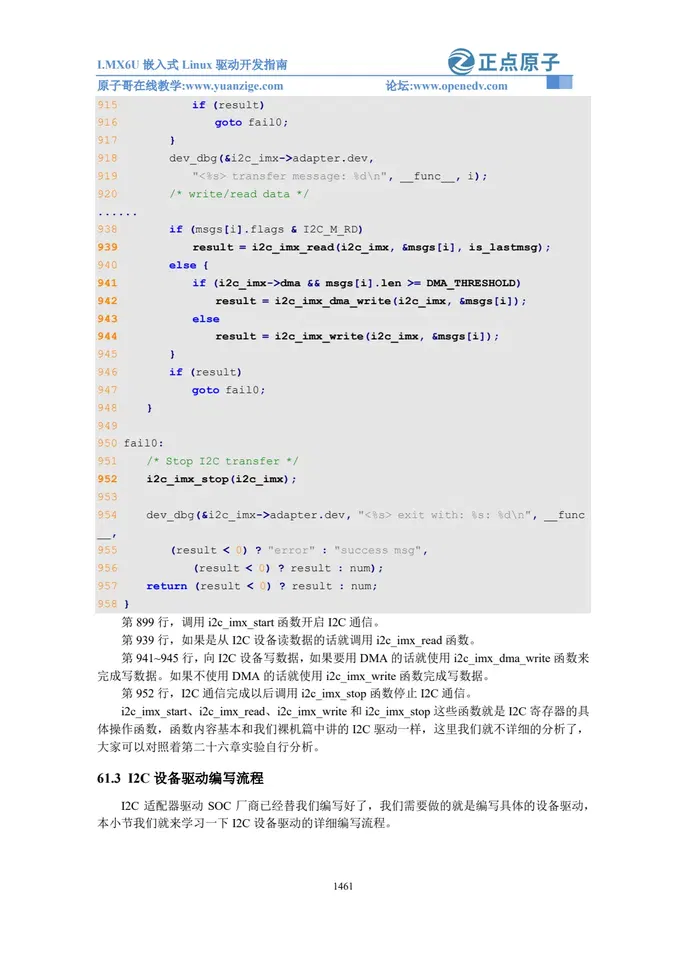 I.MX6U 嵌入式 Linux 驱动开发指南
正点原子
原子哥在线教学:www.yuanzige.com 论坛:www.openedv.com
915 if (result)
916 goto fail0;
917 }
918 dev_dbg(&i2c_imx->adapter.dev,
919 "<%s> transfer message: %d\n", __func__, i);
920 /* write/read data */
......
938 if (msgs[i].flags & I2C_M_RD)
939 result = i2c_imx_read(i2c_imx, &msgs[i], is_lastmsg);
940 else {
941 if (i2c_imx->dma && msgs[i].len >= DMA_THRESHOLD)
942 result = i2c_imx_dma_write(i2c_imx, &msgs[i]);
943 else
944 result = i2c_imx_write(i2c_imx, &msgs[i]);
945 }
946 if (result)
947 goto fail0;
948 }
949
950 fail0:
951 /* Stop I2C transfer */
952 i2c_imx_stop(i2c_imx);
953
954 dev_dbg(&i2c_imx->adapter.dev, "<%s> exit with: %s: %d\n", __func
__,
955 (result < 0) ? "error" : "success msg",
956 (result < 0) ? result : num);
957 return (result < 0) ? result : num;
958 }
第 899 行，调用 i2c_imx_start 函数开启 I2C 通信。
第 939 行，如果是从 I2C 设备读数据的话就调用 i2c_imx_read 函数。
第 941~945 行，向 I2C 设备写数据，如果要用 DMA 的话就使用 i2c_imx_dma_write 函数来
完成写数据。如果不使用 DMA 的话就使用 i2c_imx_write 函数完成写数据。
第 952 行，I2C 通信完成以后调用 i2c_imx_stop 函数停止 I2C 通信。
i2c_imx_start、i2c_imx_read、i2c_imx_write 和 i2c_imx_stop 这些函数就是 I2C 寄存器的具
体操作函数，函数内容基本和我们裸机篇中讲的 I2C 驱动一样，这里我们就不详细的分析了，
大家可以对照着第二十六章实验自行分析。
61.3 I2C 设备驱动编写流程
I2C 适配器驱动 SOC 厂商已经替我们编写好了，我们需要做的就是编写具体的设备驱动，
本小节我们就来学习一下 I2C 设备驱动的详细编写流程。
1461